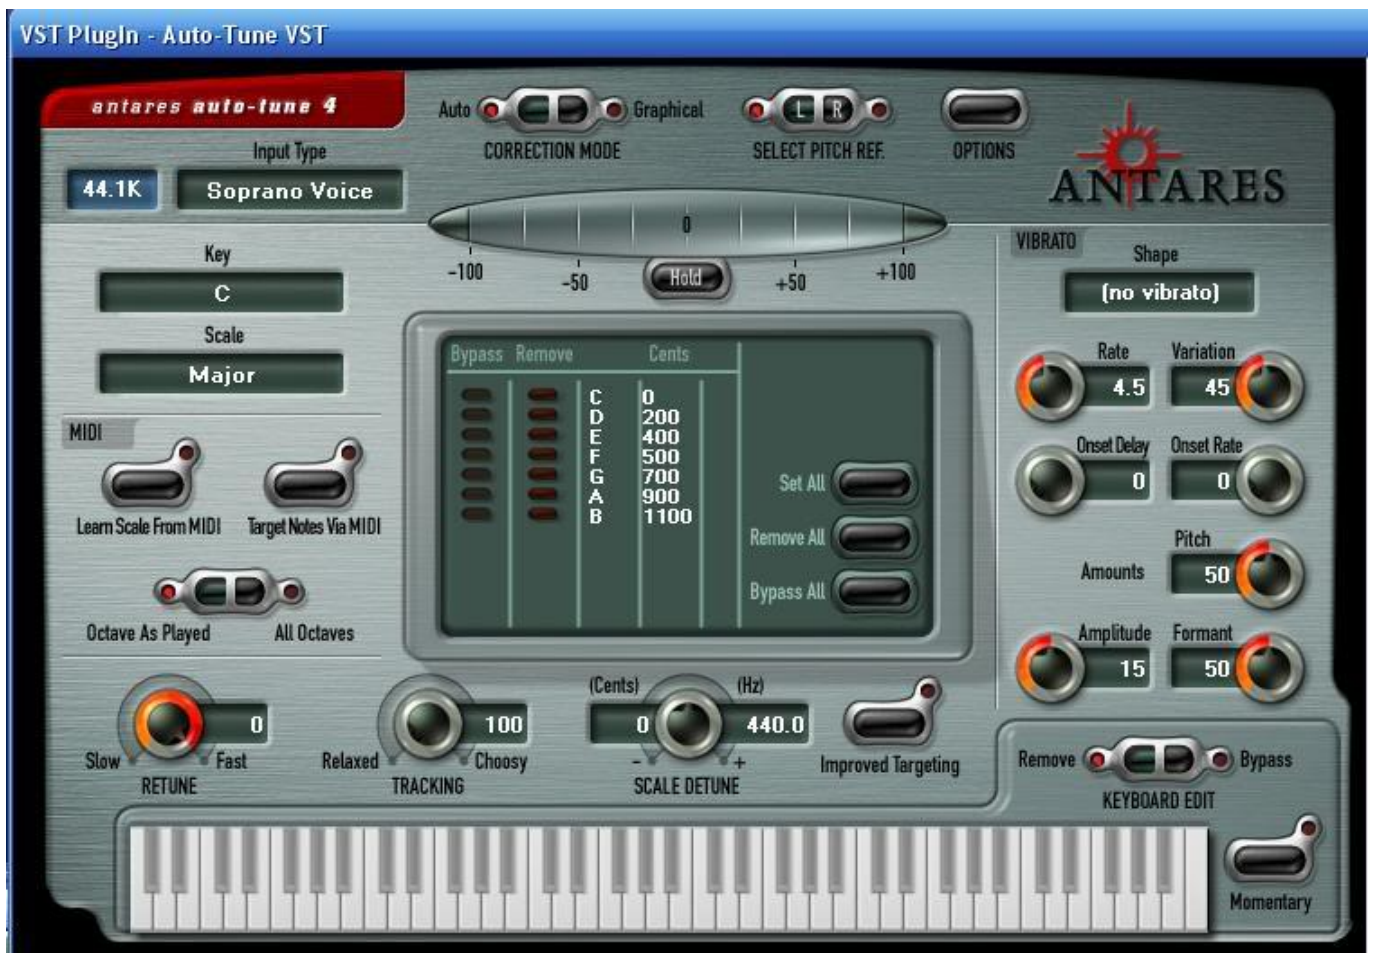 VST PlugIn - Auto-Tune VST
antares auto-tune 4
Auto
Graphical
CORRECTION MODE
L R
SELECT PITCH REF.
OPTIONS
ANTARES
Input Type
44.1K
Soprano Voice
0
-100
-50
Hold
+50
+100
Key
C
Scale
Major
MIDI
Learn Scale From MIDI
Target Notes Via MIDI
Octave As Played
All Octaves
Bypass Remove Cents
C 0
D 200
E 400
F 500
G 700
A 900
B 1100
Set All
Remove All
Bypass All
VIBRATO
Shape
(no vibrato)
Rate
4.5
Variation
45
Onset Delay
0
Onset Rate
0
Pitch
Amounts
50
Amplitude
15
Formant
50
0
Slow
Fast
RETUNE
100
Relaxed
Choosy
TRACKING
(Cents)
(Hz)
0
440.0
- +
SCALE DETUNE
Improved Targeting
Remove
Bypass
KEYBOARD EDIT
Momentary